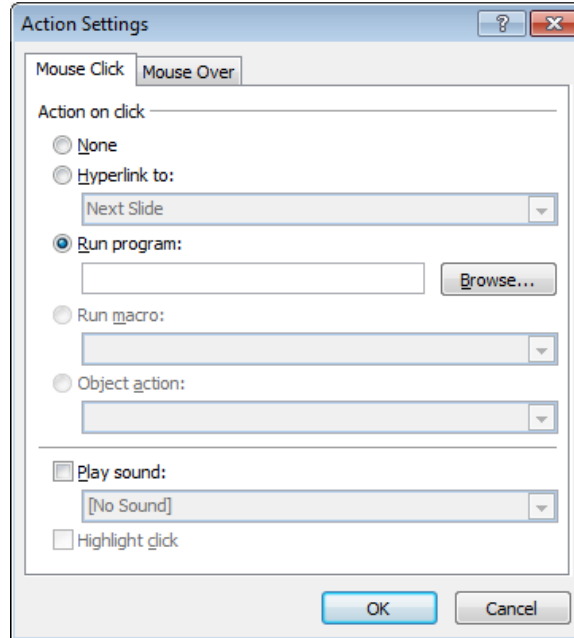 Action Settings
Mouse Click Mouse Over
Action on click
None
Hyperlink to:
Next Slide
Run program:
Browse...
Run macro:
Object action:
Play sound:
[No Sound]
Highlight click
OK Cancel